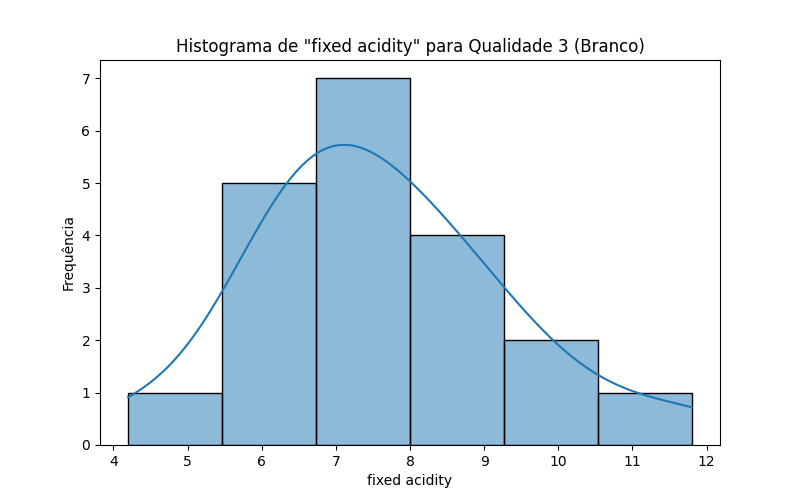 Histograma de "fixed acidity" para Qualidade 3 (Branco)
7
6
5
4
3
2
1
0
Frequência
4 5 6 7 8 9 10 11 12
fixed acidity